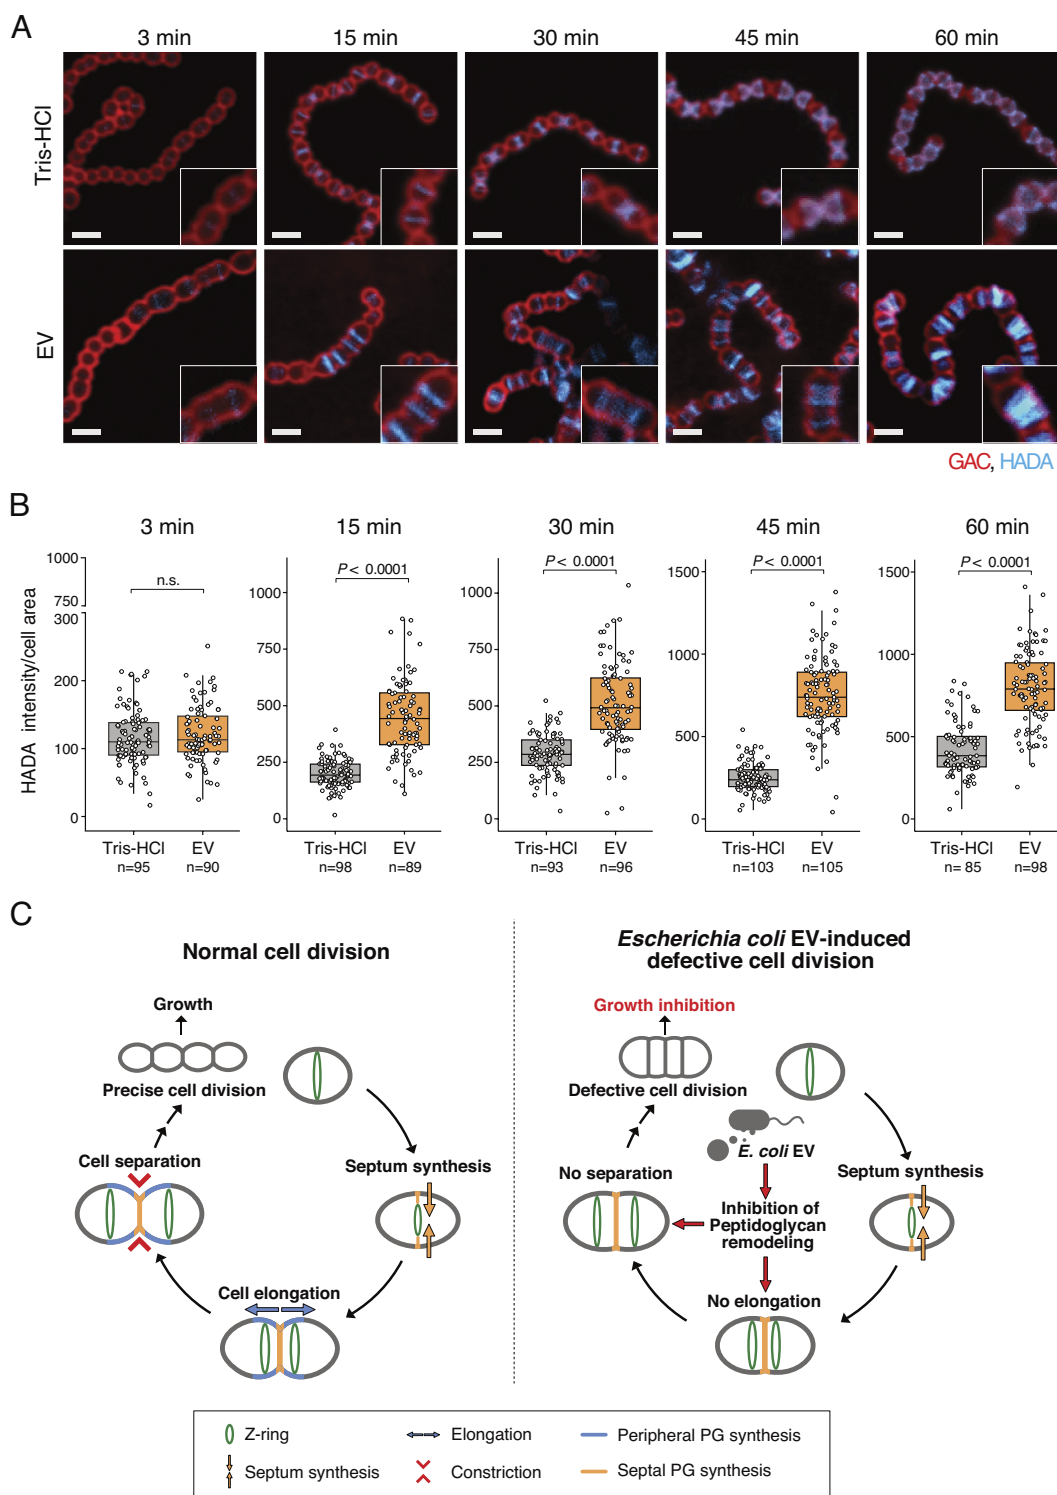 A
3 min
15 min
30 min
45 min
60 min
Tris-HCl
EV
GAC, HADA
B
3 min
15 min
30 min
45 min
60 min
HADA intensity/cell area
1000
750
300
200
100
0
n.s.
Tris-HCl
EV
n=95
n=90
1000
750
500
250
0
P < 0.0001
Tris-HCl
EV
n=98
n=89
1000
750
500
250
0
P < 0.0001
Tris-HCl
EV
n=93
n=96
1500
1000
500
0
P < 0.0001
Tris-HCl
EV
n=103
n=105
1500
1000
500
0
P < 0.0001
Tris-HCl
EV
n= 85
n=98
C
Normal cell division
Growth
Precise cell division
Cell separation
Septum synthesis
Cell elongation
Escherichia coli EV-induced
defective cell division
Growth inhibition
Defective cell division
E. coli EV
No separation
Septum synthesis
Inhibition of
Peptidoglycan
remodeling
No elongation
Z-ring
Elongation
Peripheral PG synthesis
Septum synthesis
Constriction
Septal PG synthesis